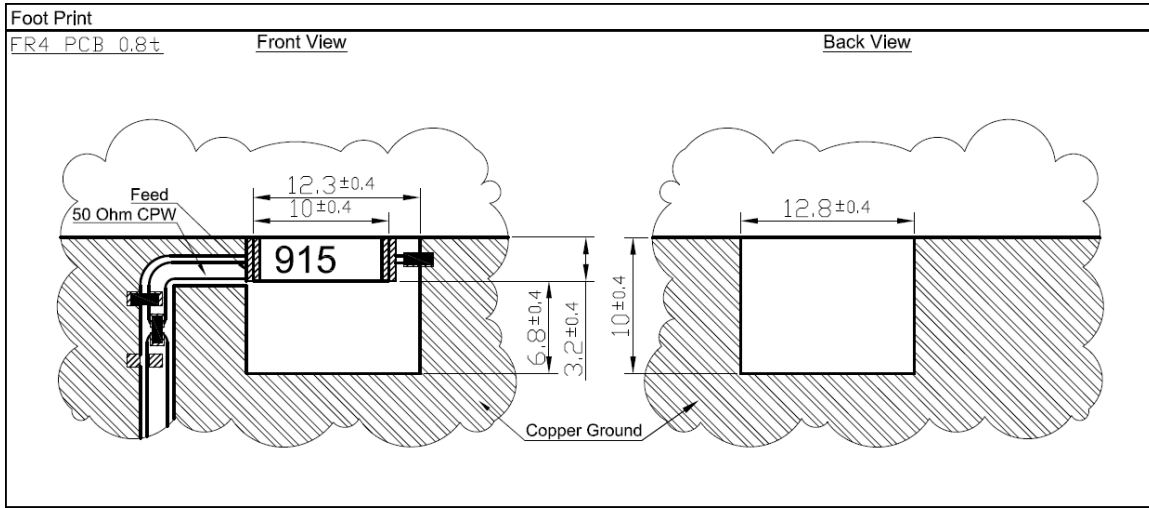 Foot Print
FR4 PCB 0.8t
Front View
Back View
12.3±0.4
10±0.4
12.8±0.4
Feed
50 Ohm CPW
915
6.8±0.4
3.2±0.4
10±0.4
Copper Ground